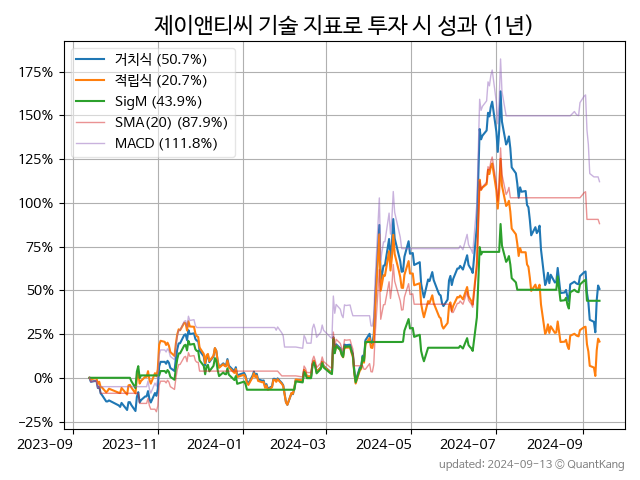 제이앤티씨 기술 지표로 투자 시 성과 (1년)
거치식 (50.7%)
적립식 (20.7%)
SigM (43.9%)
SMA(20) (87.9%)
MACD (111.8%)
175%
150%
125%
100%
75%
50%
25%
0%
−25%
2023-09 2023-11 2024-01 2024-03 2024-05 2024-07 2024-09
updated: 2024-09-13 © QuantKang